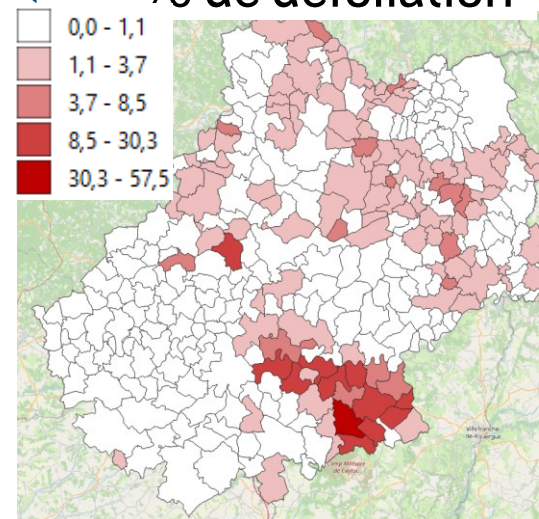 % de défoliation
0,0 - 1,1
1,1 - 3,7
3,7 - 8,5
8,5 - 30,3
30,3 - 57,5
Villefranche
-de-Rouergue
Camp Militaire
de Caylus